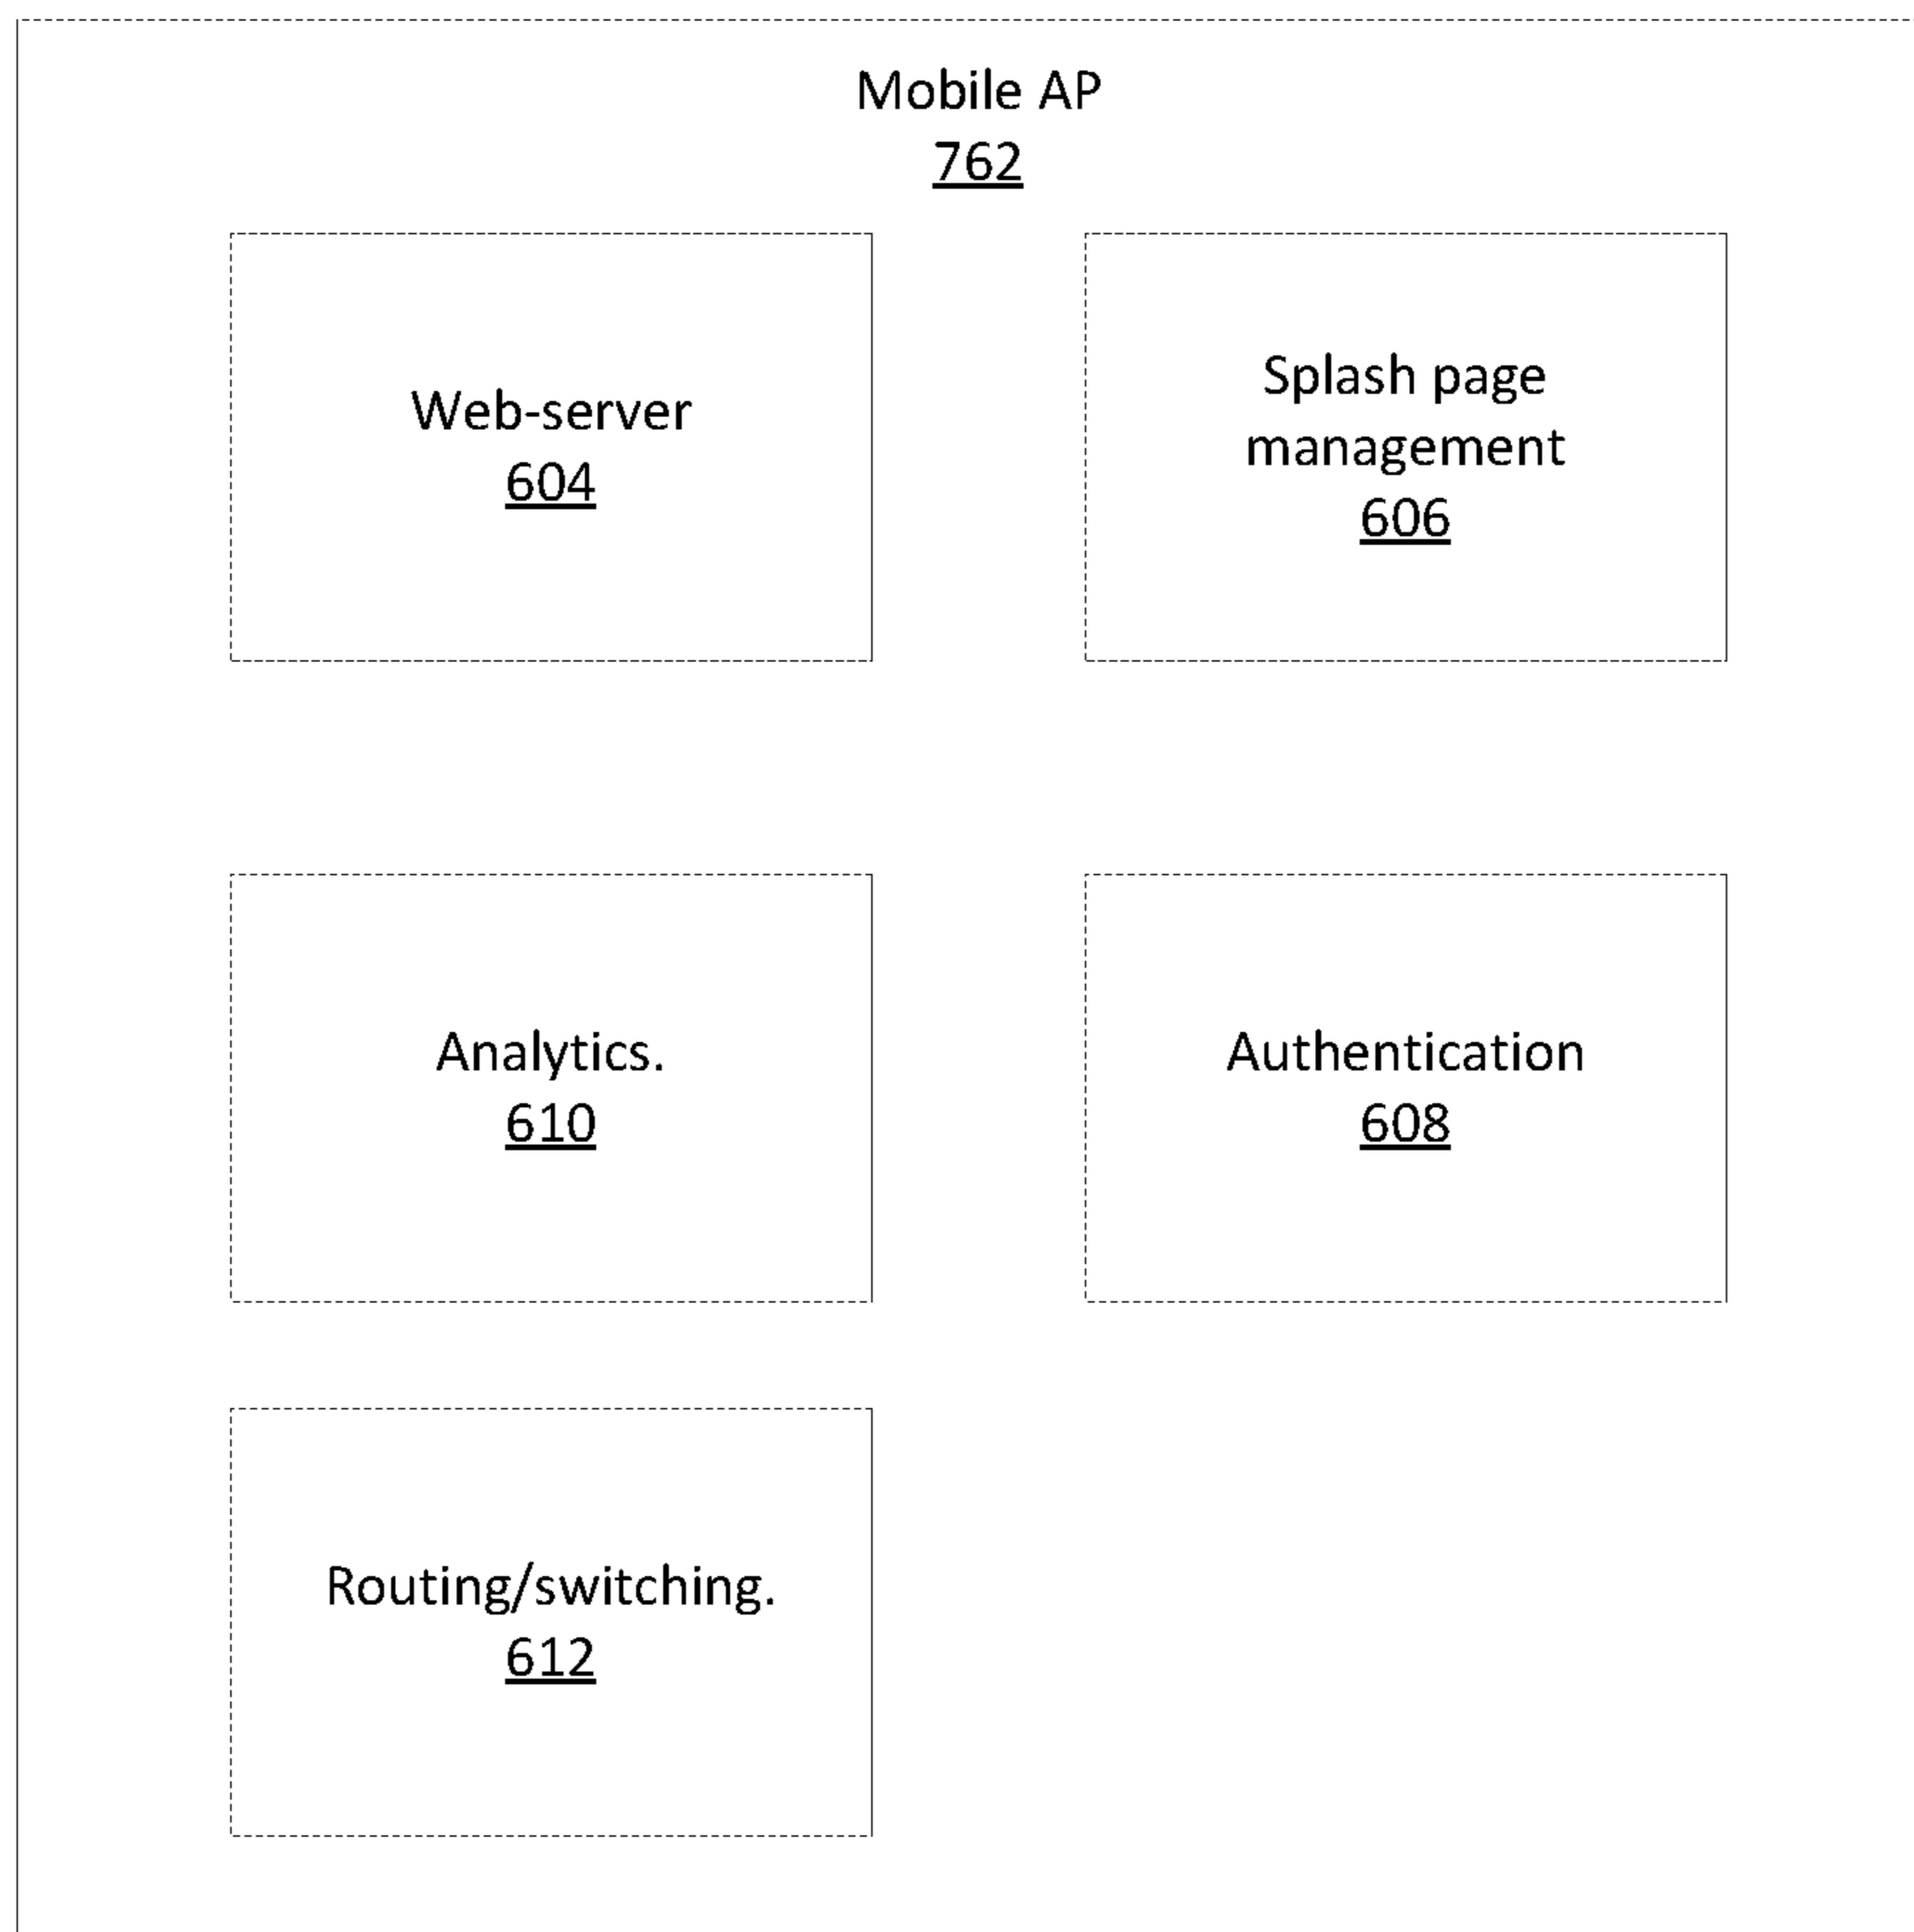 Mobile AP
762
Web-server
604
Splash page
management
606
Analytics.
610
Authentication
608
Routing/switching.
612